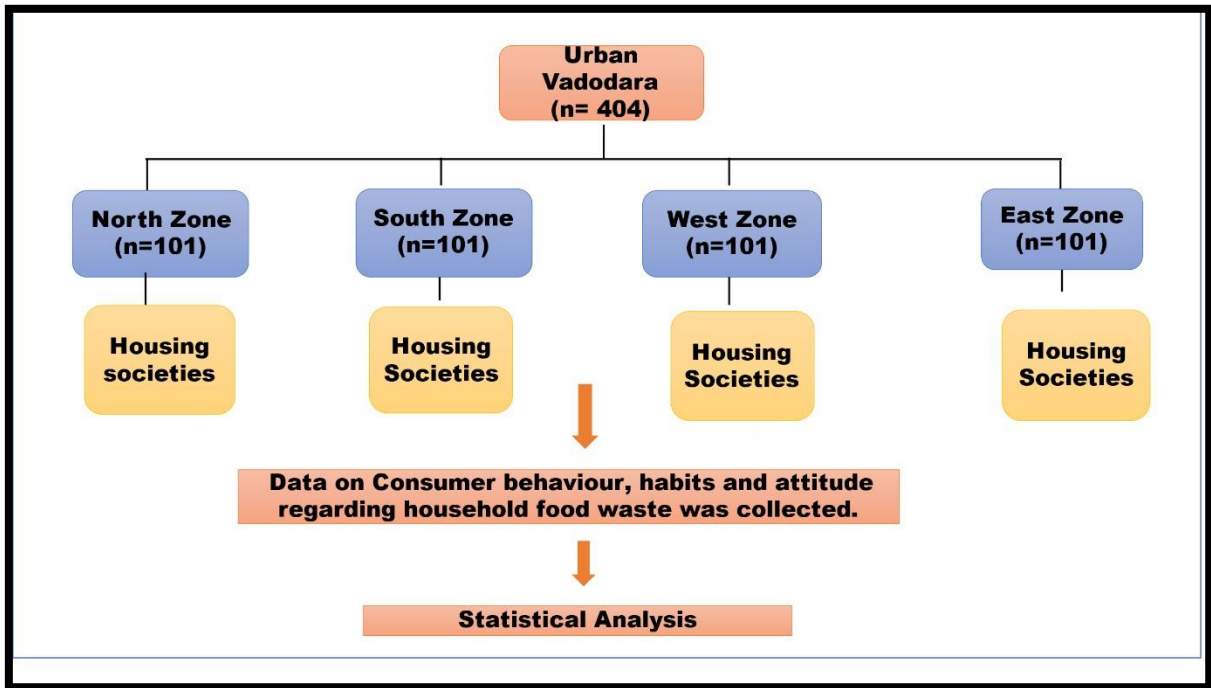 Urban
Vadodara
(n= 404)
North Zone
(n=101)
South Zone
(n=101)
West Zone
(n=101)
East Zone
(n=101)
Housing
societies
Housing
Societies
Housing
Societies
Housing
Societies
Data on Consumer behaviour, habits and attitude
regarding household food waste was collected.
Statistical Analysis